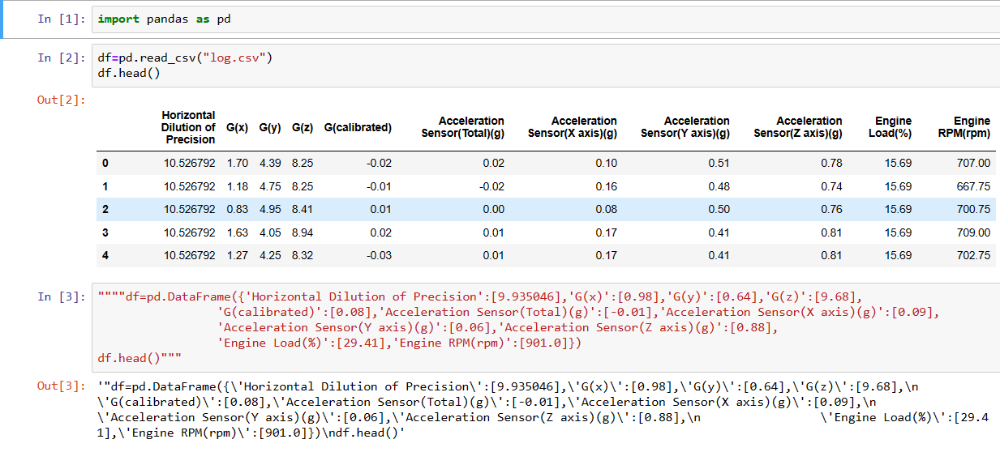 In [1]: import pandas as pd
In [2]: df=pd.read_csv("log.csv")
df.head()
Out[2]:
Horizontal Dilution of Precision G(x) G(y) G(z) G(calibrated) Acceleration Sensor(Total)(g) Acceleration Sensor(X axis)(g) Acceleration Sensor(Y axis)(g) Acceleration Sensor(Z axis)(g) Engine Load(%) Engine RPM(rpm)
0 10.526792 1.70 4.39 8.25 -0.02 0.02 0.10 0.51 0.78 15.69 707.00
1 10.526792 1.18 4.75 8.25 -0.01 -0.02 0.16 0.48 0.74 15.69 667.75
2 10.526792 0.83 4.95 8.41 0.01 0.00 0.08 0.50 0.76 15.69 700.75
3 10.526792 1.63 4.05 8.94 0.02 0.01 0.17 0.41 0.81 15.69 709.00
4 10.526792 1.27 4.25 8.32 -0.03 0.01 0.17 0.41 0.81 15.69 702.75
In [3]: """"df=pd.DataFrame({'Horizontal Dilution of Precision':[9.935046],'G(x)':[0.98],'G(y)':[0.64],'G(z)':[9.68],
'G(calibrated)':[0.08],'Acceleration Sensor(Total)(g)':[-0.01],'Acceleration Sensor(X axis)(g)':[0.09],
'Acceleration Sensor(Y axis)(g)':[0.06],'Acceleration Sensor(Z axis)(g)':[0.88],
'Engine Load(%)':[29.41],'Engine RPM(rpm)':[901.0]})
df.head()"""
Out[3]: '"df=pd.DataFrame({\'Horizontal Dilution of Precision\':[9.935046],\'G(x)\':[0.98],\'G(y)\':[0.64],\'G(z)\':[9.68],\n
\'G(calibrated)\':[0.08],\'Acceleration Sensor(Total)(g)\':[-0.01],\'Acceleration Sensor(X axis)(g)\':[0.09],\n
\'Acceleration Sensor(Y axis)(g)\':[0.06],\'Acceleration Sensor(Z axis)(g)\':[0.88],\n \'Engine Load(%)\':[29.4
1],\'Engine RPM(rpm)\':[901.0]})\ndf.head()'